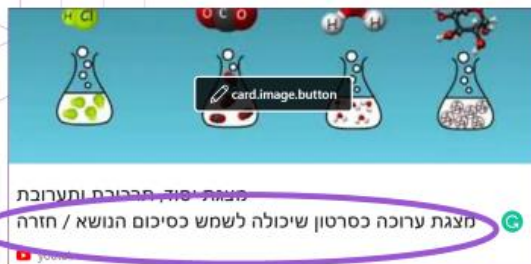 H Cl
O C O
H H
card.image.button
מצגת יסוד, תרכובת ותערובת
מצגת ערוכה כסרטון שיכולה לשמש כסיכום הנושא / חזרה